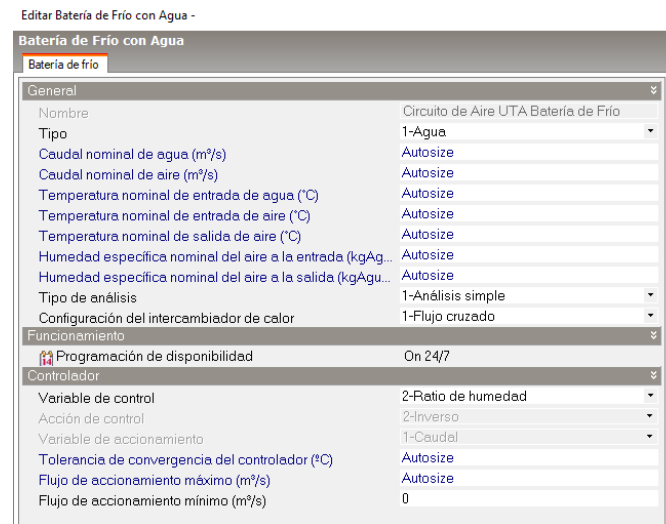 Editar Batería de Frío con Agua -
Batería de Frío con Agua
Batería de frío
General
Nombre Circuito de Aire UTA Batería de Frío
Tipo 1-Agua
Caudal nominal de agua (m³/s) Autosize
Caudal nominal de aire (m³/s) Autosize
Temperatura nominal de entrada de agua (°C) Autosize
Temperatura nominal de entrada de aire (°C) Autosize
Temperatura nominal de salida de aire (°C) Autosize
Humedad específica nominal del aire a la entrada (kgAg... Autosize
Humedad específica nominal del aire a la salida (kgAgu... Autosize
Tipo de análisis 1-Análisis simple
Configuración del intercambiador de calor 1-Flujo cruzado
Funcionamiento
14 Programación de disponibilidad On 24/7
Controlador
Variable de control 2-Ratio de humedad
Acción de control 2-Inverso
Variable de accionamiento 1-Caudal
Tolerancia de convergencia del controlador (ºC) Autosize
Flujo de accionamiento máximo (m³/s) Autosize
Flujo de accionamiento mínimo (m³/s) 0